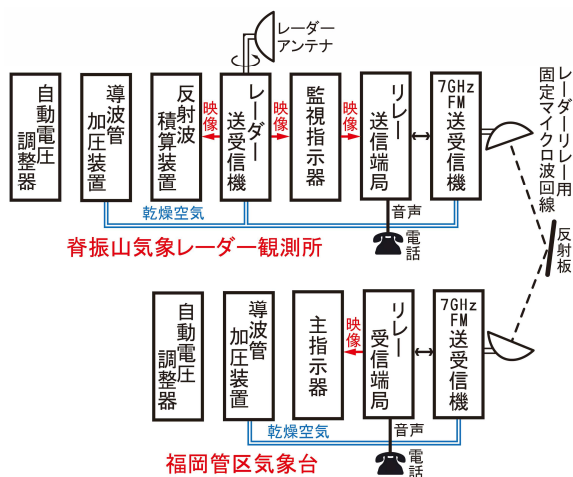 レーダー
アンテナ
自動電圧
調整器
導波管
加圧装置
反射波
積算装置
映像
レーダー
送受信機
映像
監視指示器
映像
リレー
送信端局
7GHz
FM
送受信機
レーダーリレー用
固定マイクロ波回線
反射板
乾燥空気
音声
電話
脊振山気象レーダー観測所
自動電圧
調整器
導波管
加圧装置
主指示器
映像
リレー
受信端局
7GHz
FM
送受信機
乾燥空気
音声
電話
福岡管区気象台